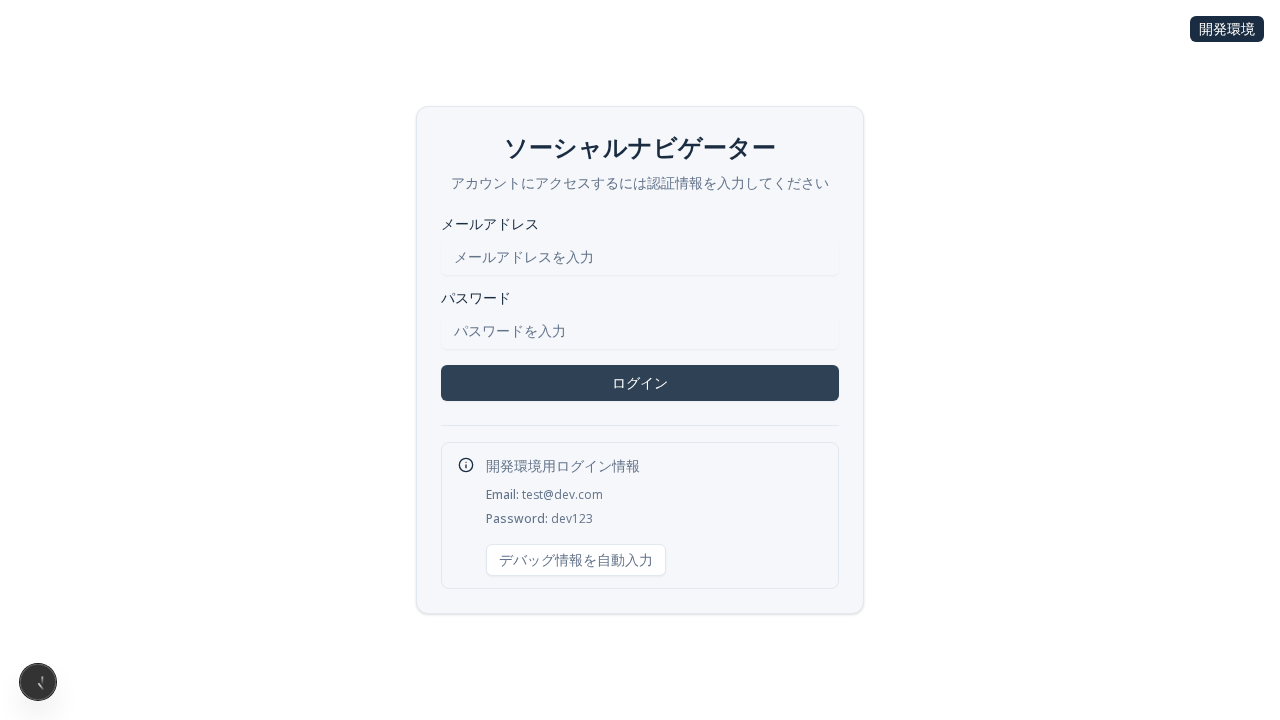 開発環境
ソーシャルナビゲーター
アカウントにアクセスするには認証情報を入力してください
メールアドレス
メールアドレスを入力
パスワード
パスワードを入力
ログイン
開発環境用ログイン情報
Email: test@dev.com
Password: dev123
デバッグ情報を自動入力